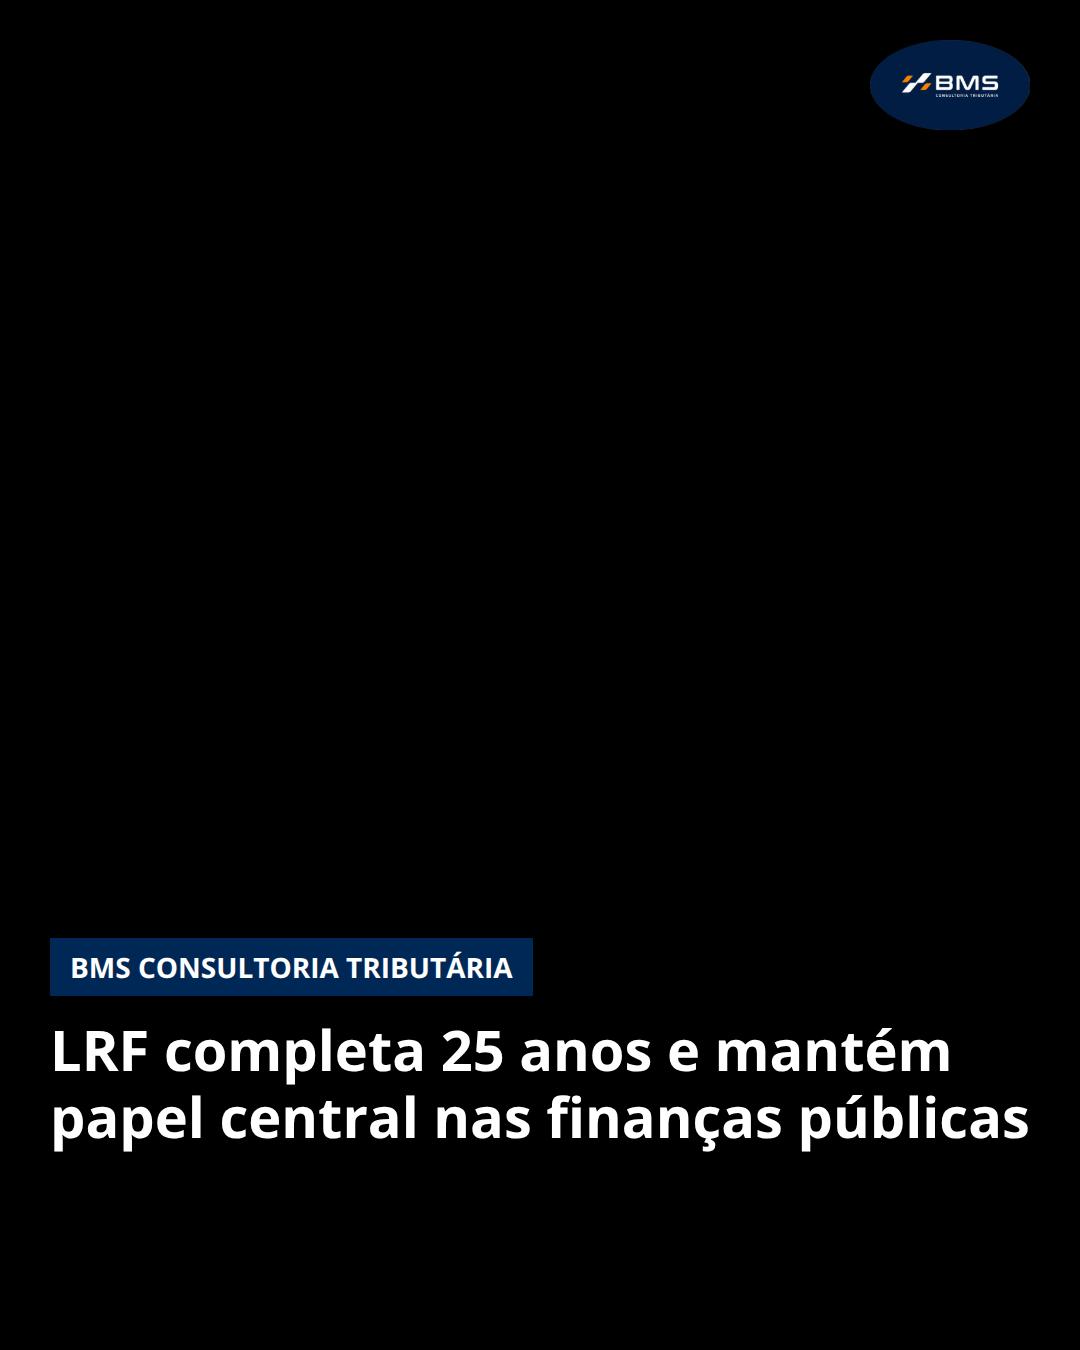 BMS
CONSULTORIA TRIBUTÁRIA
BMS CONSULTORIA TRIBUTÁRIA
LRF completa 25 anos e mantém
papel central nas finanças públicas